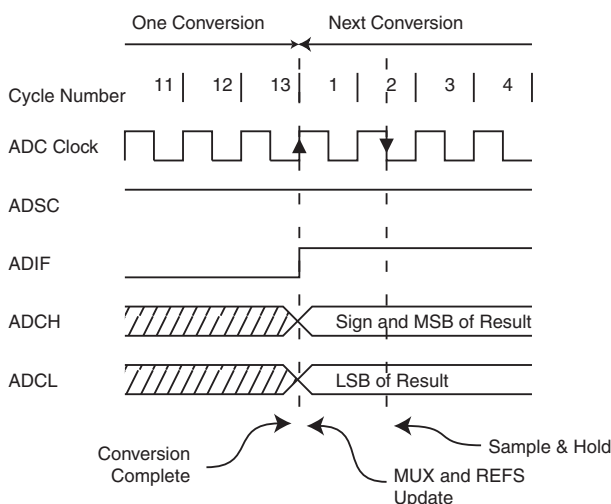 One Conversion Next Conversion
Cycle Number 11 12 13 1 2 3 4
ADC Clock
ADSC
ADIF
ADCH Sign and MSB of Result
ADCL LSB of Result
Conversion
Complete
MUX and REFS
Update
Sample & Hold